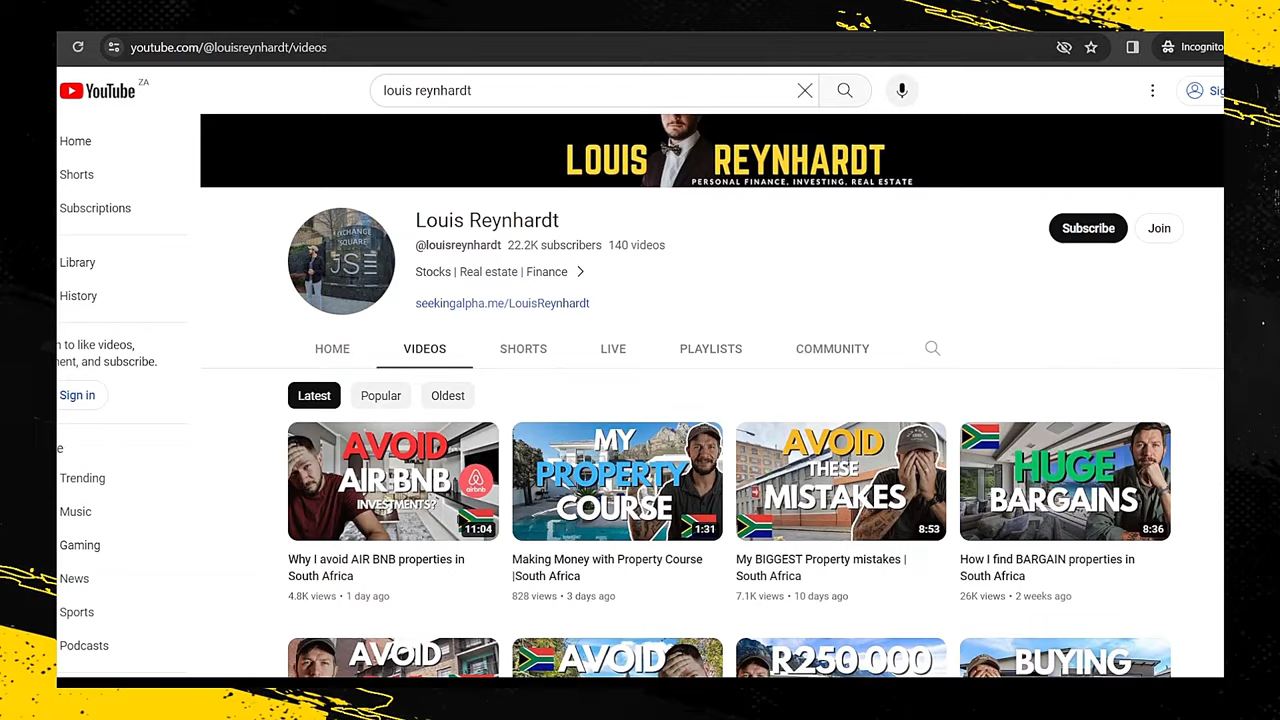 youtube.com/@louisreynhardt/videos
Incognito
YouTube ZA
louis reynhardt
Home
Shorts
Subscriptions
Library
History
n to like videos,
nent, and subscribe.
Sign in
Trending
Music
Gaming
News
Sports
Podcasts
LOUIS REYNHARDT
PERSONAL FINANCE, INVESTING, REAL ESTATE
EXCHANGE
SQUARE
JSE
Louis Reynhardt
@louisreynhardt 22.2K subscribers 140 videos
Stocks | Real estate | Finance
seekingalpha.me/LouisReynhardt
Subscribe
Join
HOME
VIDEOS
SHORTS
LIVE
PLAYLISTS
COMMUNITY
Latest
Popular
Oldest
AVOID
AIR BNB
INVESTMENTS?
airbnb
11:04
Why I avoid AIR BNB properties in
South Africa
4.8K views • 1 day ago
MY
PROPERTY
COURSE
1:31
Making Money with Property Course
|South Africa
828 views • 3 days ago
AVOID
THESE
MISTAKES
8:53
My BIGGEST Property mistakes |
South Africa
7.1K views • 10 days ago
HUGE
BARGAINS
8:36
How I find BARGAIN properties in
South Africa
26K views • 2 weeks ago
AVOID
AVOID
R250 000
BUYING